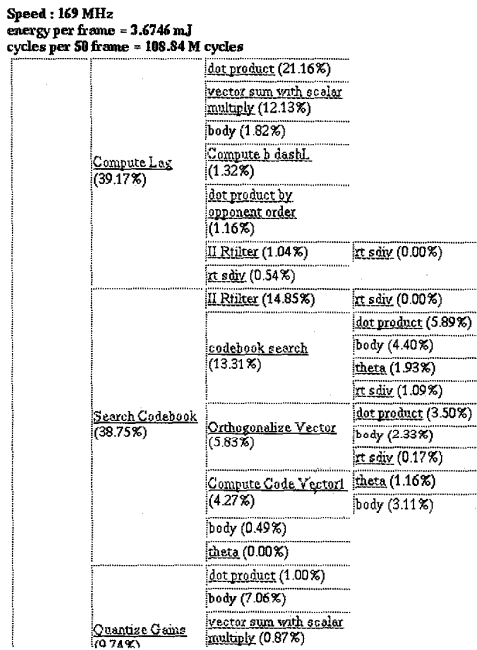 Speed : 169 MHz
energy per frame = 3.6746 mJ
cycles per 50 frame = 108.84 M cycles
Compute Lag
(39.17%)
dot product (21.16%)
vector sum with scalar
multiply (12.13%)
body (1.82%)
Compute b dashL
(1.32%)
dot product by
opponent order
(1.16%)
II Rfilter (1.04%)
rt sdiv (0.00%)
rt sdiv (0.54%)
Search Codebook
(38.75%)
II Rfilter (14.85%)
rt sdiv (0.00%)
codebook search
(13.31%)
dot product (5.89%)
body (4.40%)
theta (1.93%)
rt sdiv (1.09%)
Orthogonalize Vector
(5.83%)
dot product (3.50%)
body (2.33%)
rt sdiv (0.17%)
Compute Code Vector1
(4.27%)
theta (1.16%)
body (3.11%)
body (0.49%)
theta (0.00%)
Quantize Gains
(9.74%)
dot product (1.00%)
body (7.06%)
vector sum with scalar
multiply (0.87%)